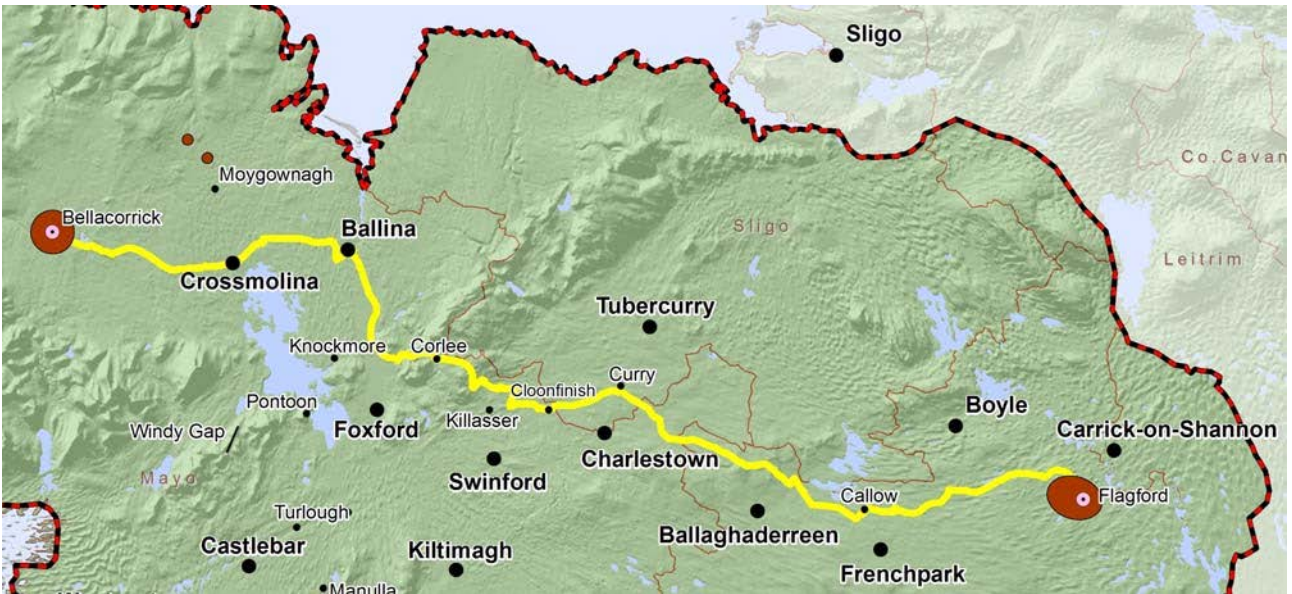 Sligo
Co. Cavan
Moygownagh
Bellacorrick
Ballina
Sligo
Leitrim
Crossmolina
Tubercurry
Knockmore
Corlee
Curry
Cloonfinish
Pontoon
Killasser
Boyle
Windy Gap
Foxford
Carrick-on-Shannon
Charlestown
Mayo
Swinford
Callow
Flagford
Turlough
Ballaghaderreen
Castlebar
Kiltimagh
Frenchpark
Manulla